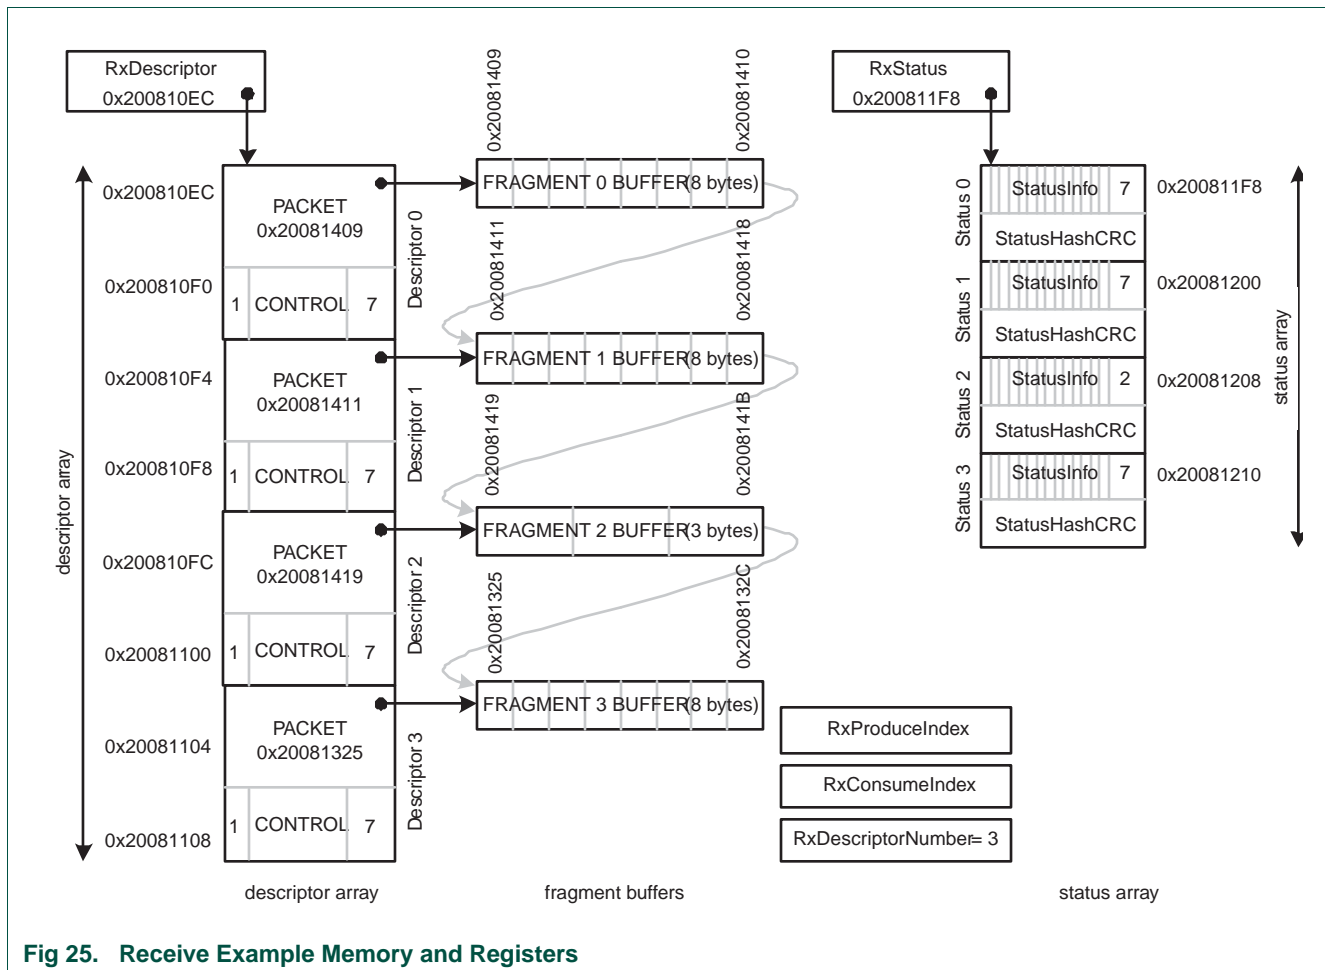 RxDescriptor
0x200810EC
0x20081409
0x20081410
RxStatus
0x200811F8
0x200810EC
PACKET
0x20081409
0x200810F0
1 CONTROL 7
Descriptor 0
FRAGMENT 0 BUFFER(8 bytes)
0x20081411
0x20081418
0x200810F4
PACKET
0x20081411
0x200810F8
1 CONTROL 7
Descriptor 1
FRAGMENT 1 BUFFER(8 bytes)
0x20081419
0x2008141B
0x200810FC
PACKET
0x20081419
0x20081100
1 CONTROL 7
Descriptor 2
FRAGMENT 2 BUFFER(3 bytes)
0x20081325
0x2008132C
0x20081104
PACKET
0x20081325
0x20081108
1 CONTROL 7
Descriptor 3
FRAGMENT 3 BUFFER(8 bytes)
descriptor array
Status 0
StatusInfo 7
0x200811F8
StatusHashCRC
Status 1
StatusInfo 7
0x20081200
StatusHashCRC
Status 2
StatusInfo 2
0x20081208
StatusHashCRC
Status 3
StatusInfo 7
0x20081210
StatusHashCRC
status array
RxProduceIndex
RxConsumeIndex
RxDescriptorNumber= 3
descriptor array
fragment buffers
status array
Fig 25. Receive Example Memory and Registers